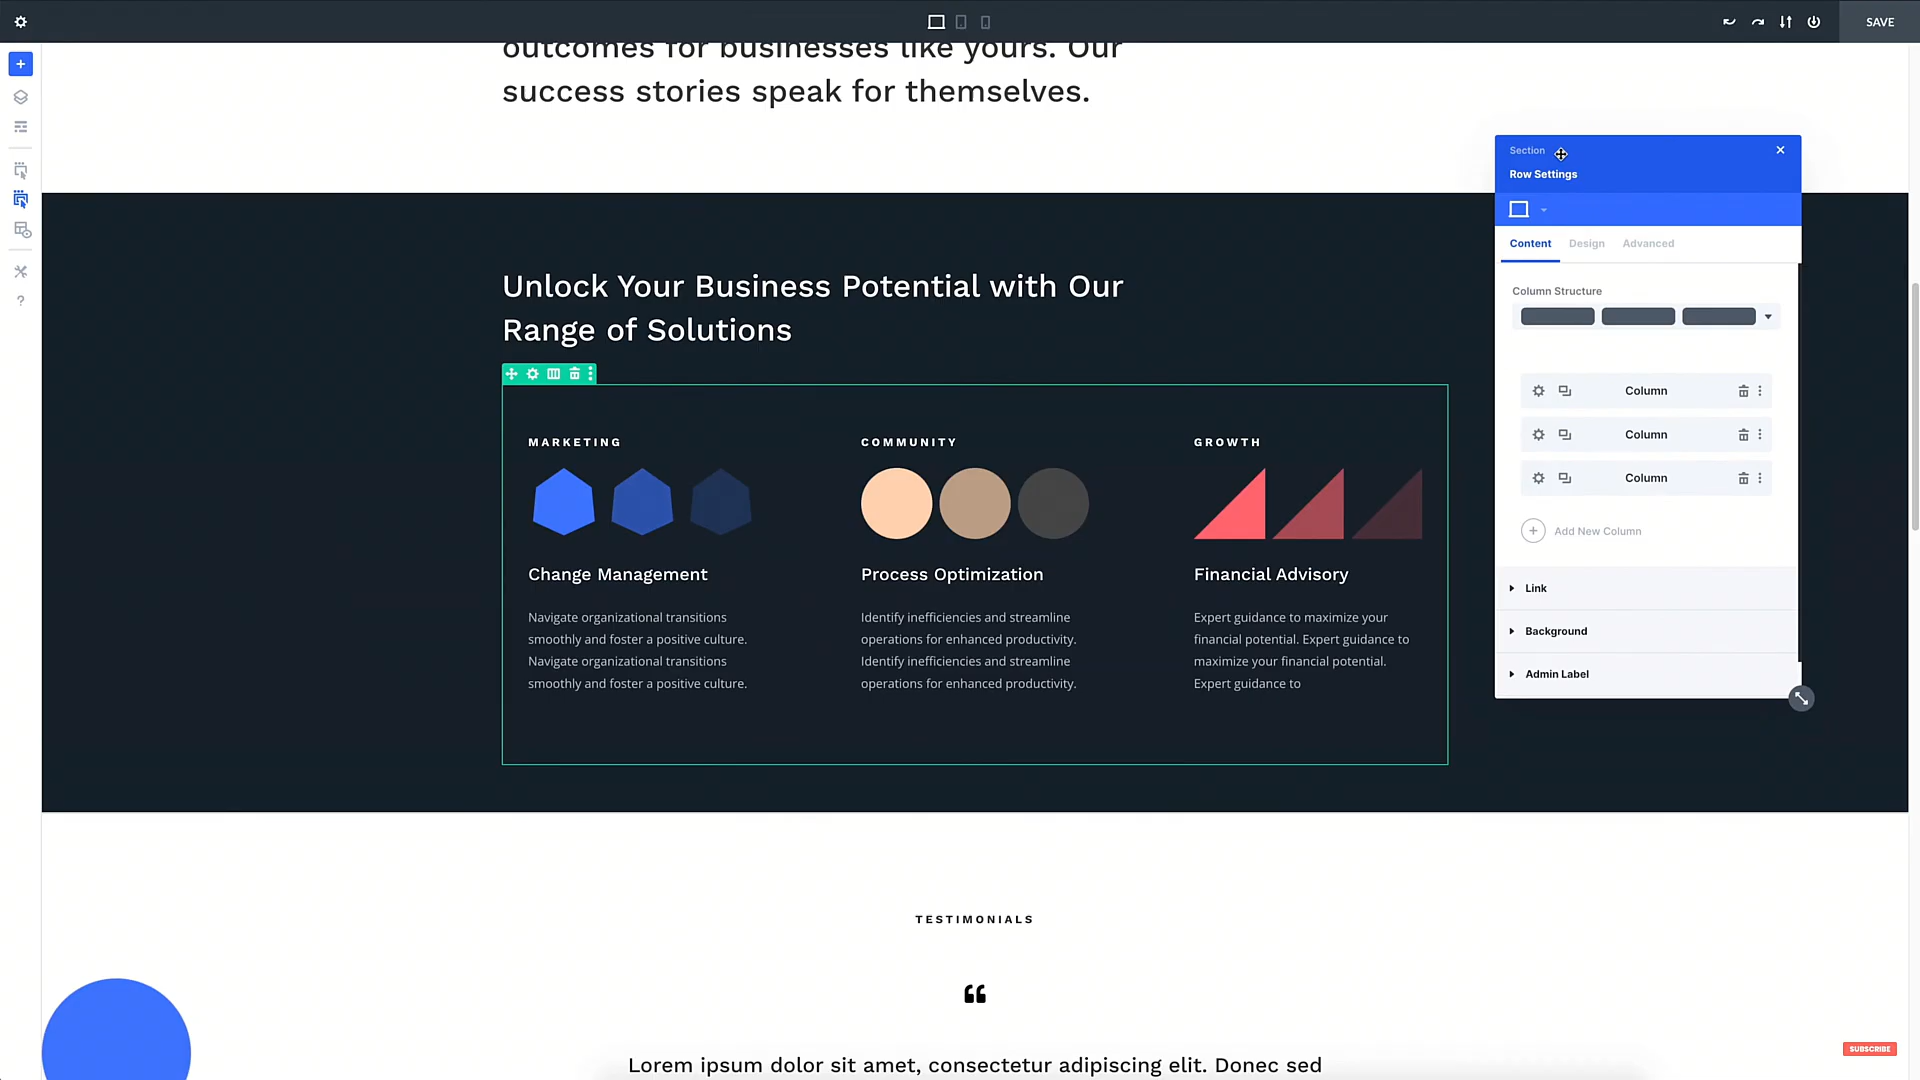 SAVE
outcomes for businesses like yours. Our
success stories speak for themselves.
Section
Row Settings
Content Design Advanced
Column Structure
Column
Column
Column
Add New Column
Link
Background
Admin Label
Unlock Your Business Potential with Our
Range of Solutions
MARKETING
Change Management
Navigate organizational transitions
smoothly and foster a positive culture.
Navigate organizational transitions
smoothly and foster a positive culture.
COMMUNITY
Process Optimization
Identify inefficiencies and streamline
operations for enhanced productivity.
Identify inefficiencies and streamline
operations for enhanced productivity.
GROWTH
Financial Advisory
Expert guidance to maximize your
financial potential. Expert guidance to
maximize your financial potential.
Expert guidance to
TESTIMONIALS
Lorem ipsum dolor sit amet, consectetur adipiscing elit. Donec sed
SUBSCRIBE